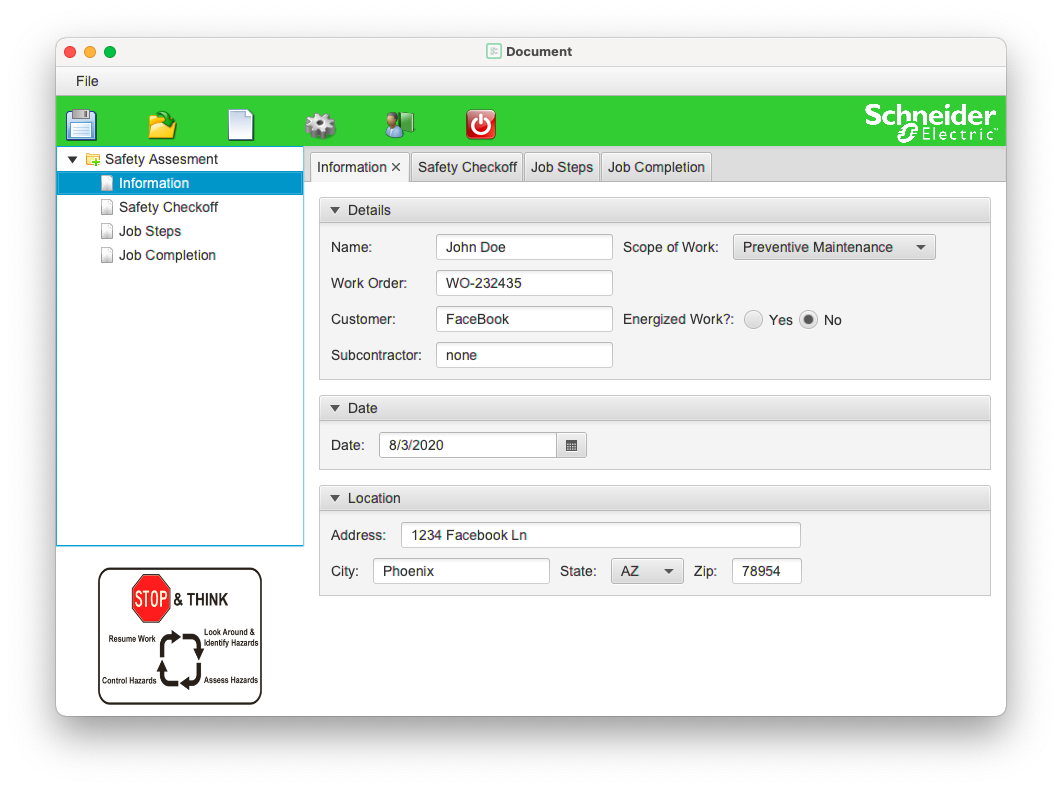 Document
File
Schneider
Electric™
Safety Assesment
Information
Safety Checkoff
Job Steps
Job Completion
Information × Safety Checkoff Job Steps Job Completion
Details
Name: John Doe Scope of Work: Preventive Maintenance
Work Order: WO-232435
Customer: FaceBook Energized Work?: Yes No
Subcontractor: none
Date
Date: 8/3/2020
Location
Address: 1234 Facebook Ln
City: Phoenix State: AZ Zip: 78954
STOP & THINK
Resume Work
Look Around &
Identify Hazards
Control Hazards
Assess Hazards